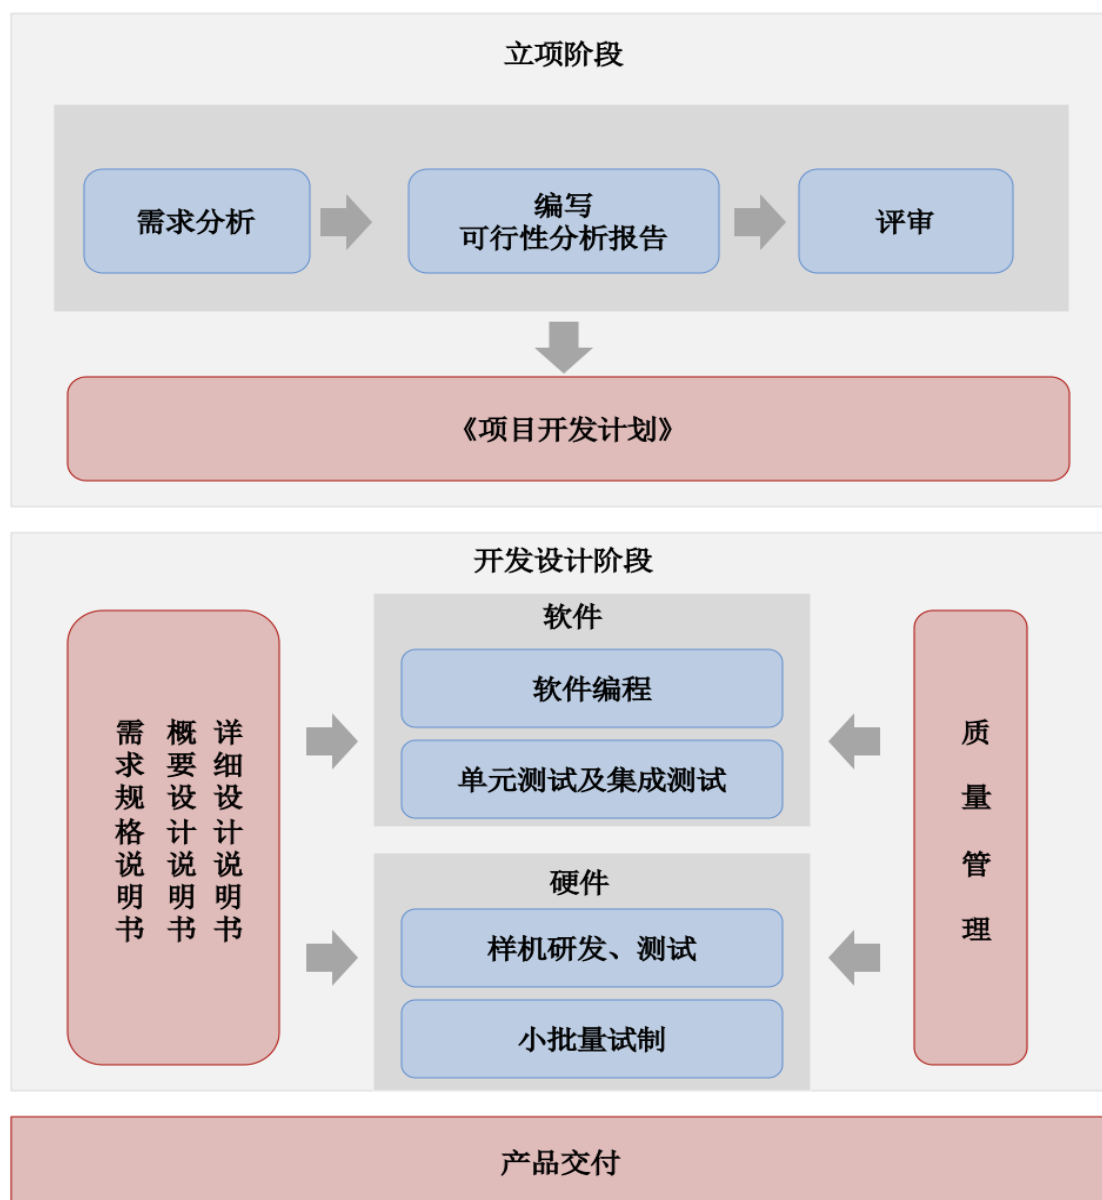 立项阶段
需求分析
编写
可行性分析报告
评审
《项目开发计划》
开发设计阶段
需求规格说明书
概要设计说明书
详细设计说明书
软件
软件编程
单元测试及集成测试
硬件
样机研发、测试
小批量试制
质量管理
产品交付